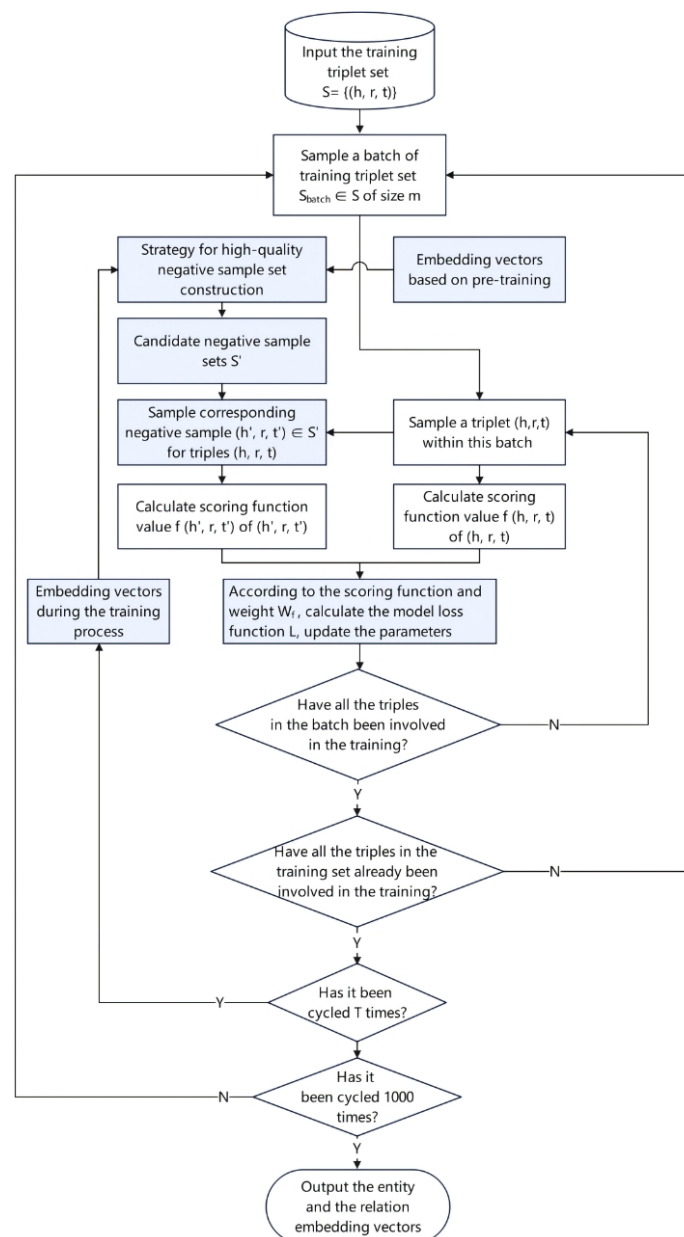 Input the training
triplet set
S= {(h, r, t)}
Sample a batch of
training triplet set
Sbatch ∈ S of size m
Strategy for high-quality
negative sample set
construction
Embedding vectors
based on pre-training
Candidate negative sample
sets S'
Sample corresponding
negative sample (h', r, t') ∈ S'
for triples (h, r, t)
Sample a triplet (h,r,t)
within this batch
Calculate scoring function
value f (h', r, t') of (h', r, t')
Calculate scoring
function value f (h, r, t)
of (h, r, t)
Embedding vectors
during the training
process
According to the scoring function and
weight Wf , calculate the model loss
function L, update the parameters
Have all the triples
in the batch been involved
in the training?
N
Y
Have all the triples in the
training set already been
involved in the training?
N
Y
Has it been
cycled T times?
Y
Has it
been cycled 1000
times?
N
Y
Output the entity
and the relation
embedding vectors